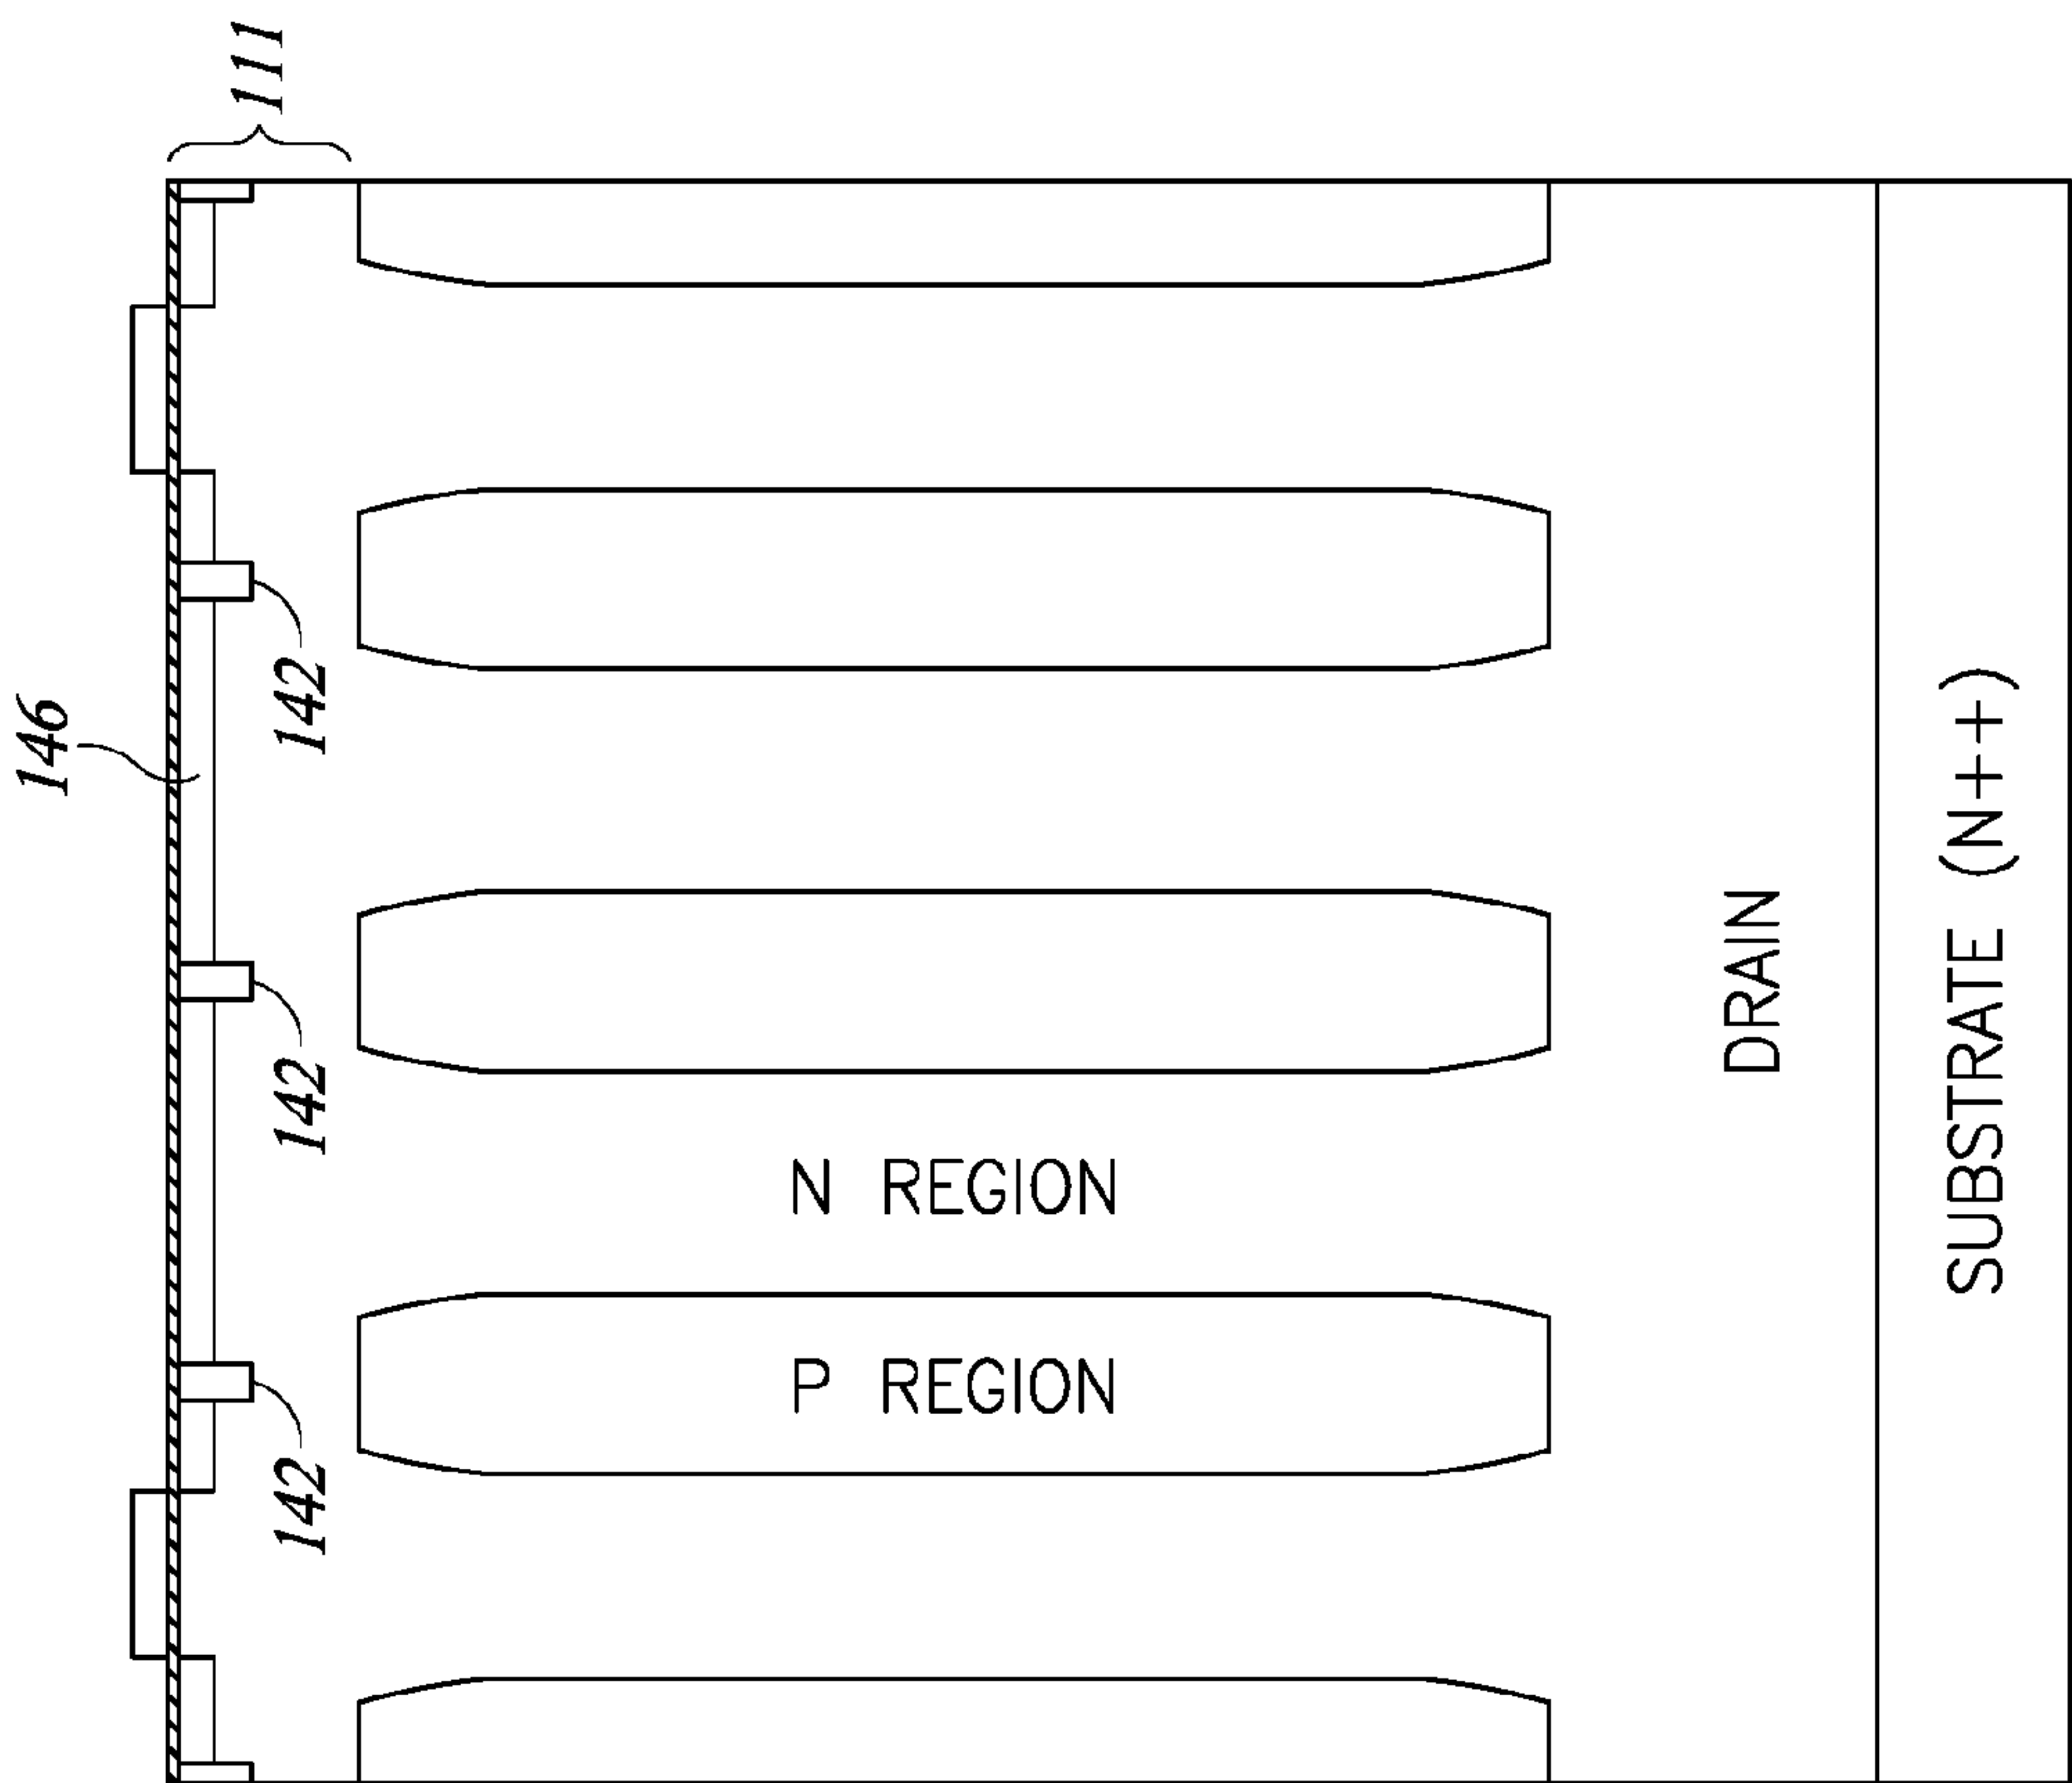 111
146
142
142
142
N REGION
P REGION
DRAIN
SUBSTRATE (N++)